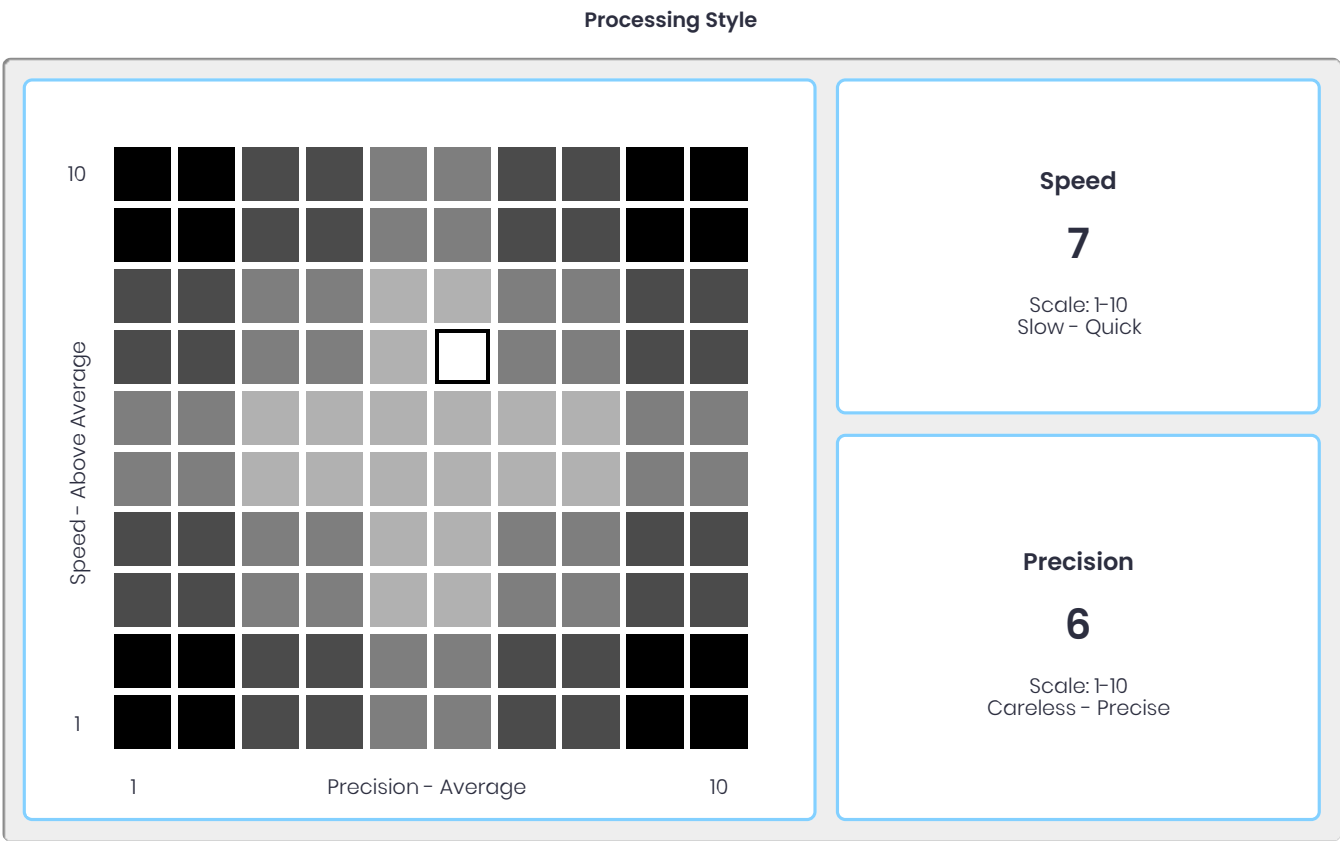 Processing Style
10
Speed - Above Average
1
1
Precision - Average
10
Speed
7
Scale: 1-10
Slow - Quick
Precision
6
Scale: 1-10
Careless - Precise